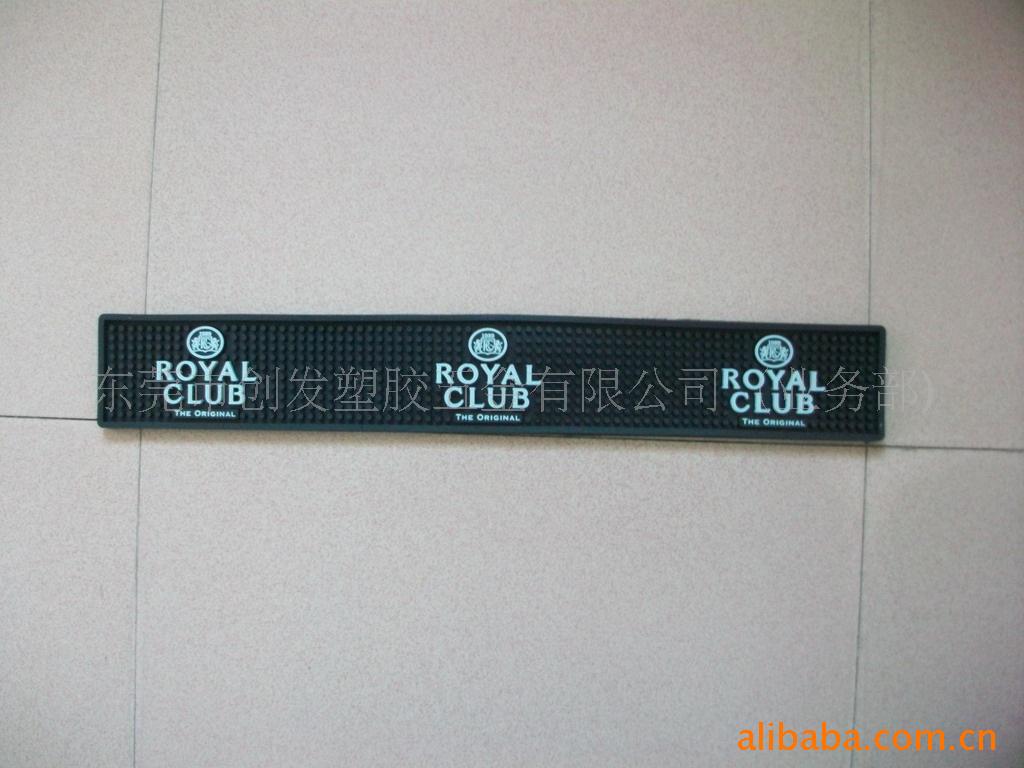 ROYAL
CLUB
THE ORIGINAL
ROYAL
CLUB
THE ORIGINAL
ROYAL
CLUB
THE ORIGINAL
东莞 创发塑胶 有限公司 务部
alibaba.com.cn